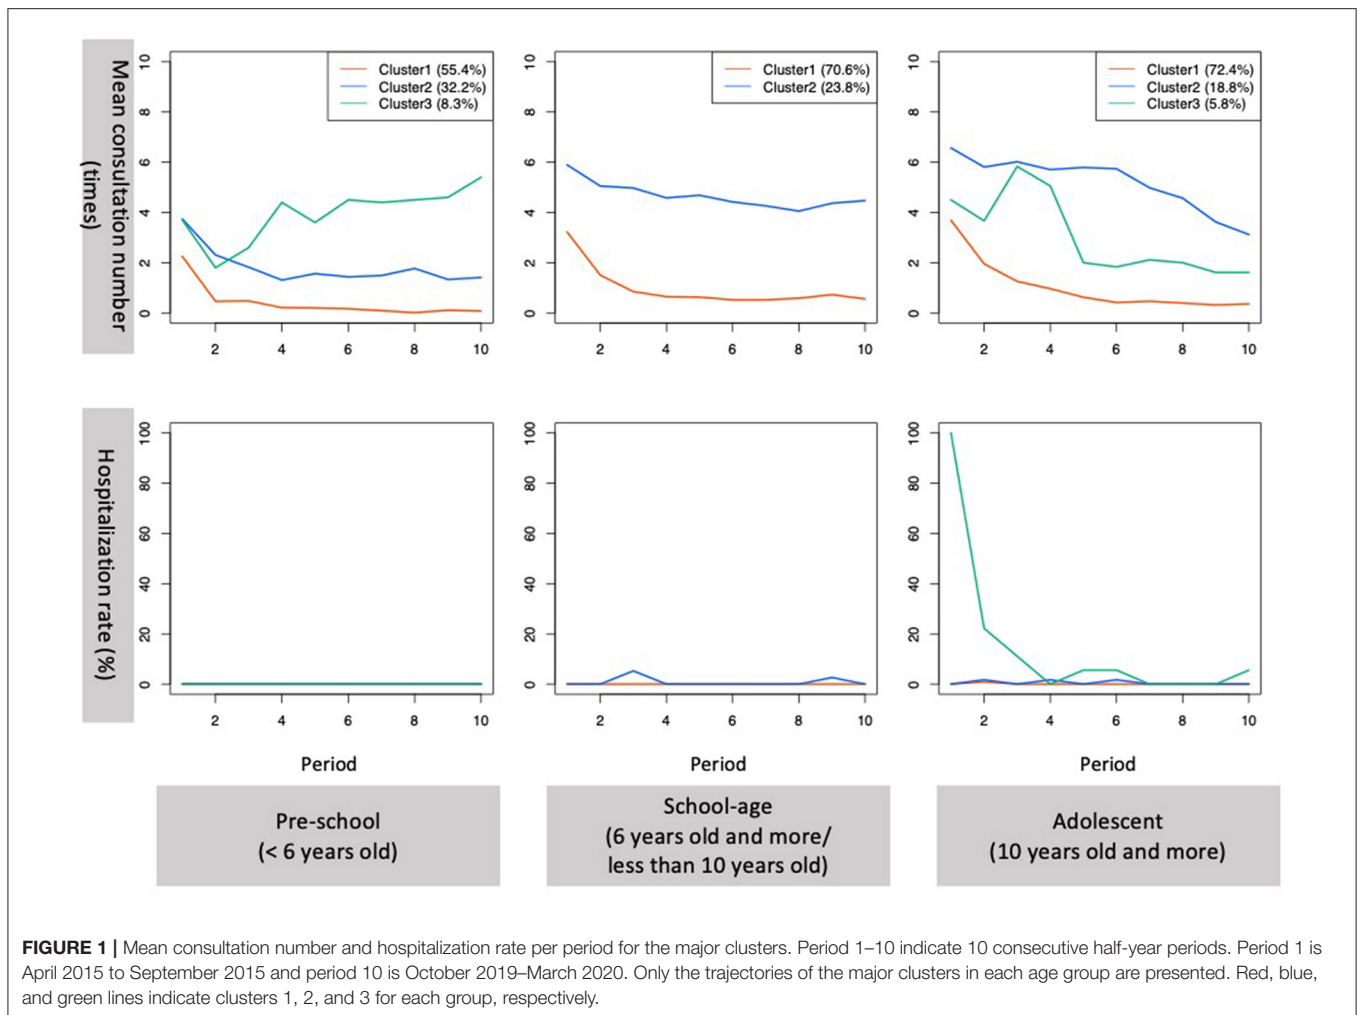 Mean consultation number
(times)
10
8
6
4
2
0
Cluster1 (55.4%)
Cluster2 (32.2%)
Cluster3 (8.3%)
2 4 6 8 10
10
8
6
4
2
0
Cluster1 (70.6%)
Cluster2 (23.8%)
2 4 6 8 10
10
8
6
4
2
0
Cluster1 (72.4%)
Cluster2 (18.8%)
Cluster3 (5.8%)
2 4 6 8 10
Hospitalization rate (%)
100
80
60
40
20
0
2 4 6 8 10
Period
100
80
60
40
20
0
2 4 6 8 10
Period
100
80
60
40
20
0
2 4 6 8 10
Period
Pre-school
(< 6 years old)
School-age
(6 years old and more/
less than 10 years old)
Adolescent
(10 years old and more)
FIGURE 1 | Mean consultation number and hospitalization rate per period for the major clusters. Period 1–10 indicate 10 consecutive half-year periods. Period 1 is
April 2015 to September 2015 and period 10 is October 2019–March 2020. Only the trajectories of the major clusters in each age group are presented. Red, blue,
and green lines indicate clusters 1, 2, and 3 for each group, respectively.